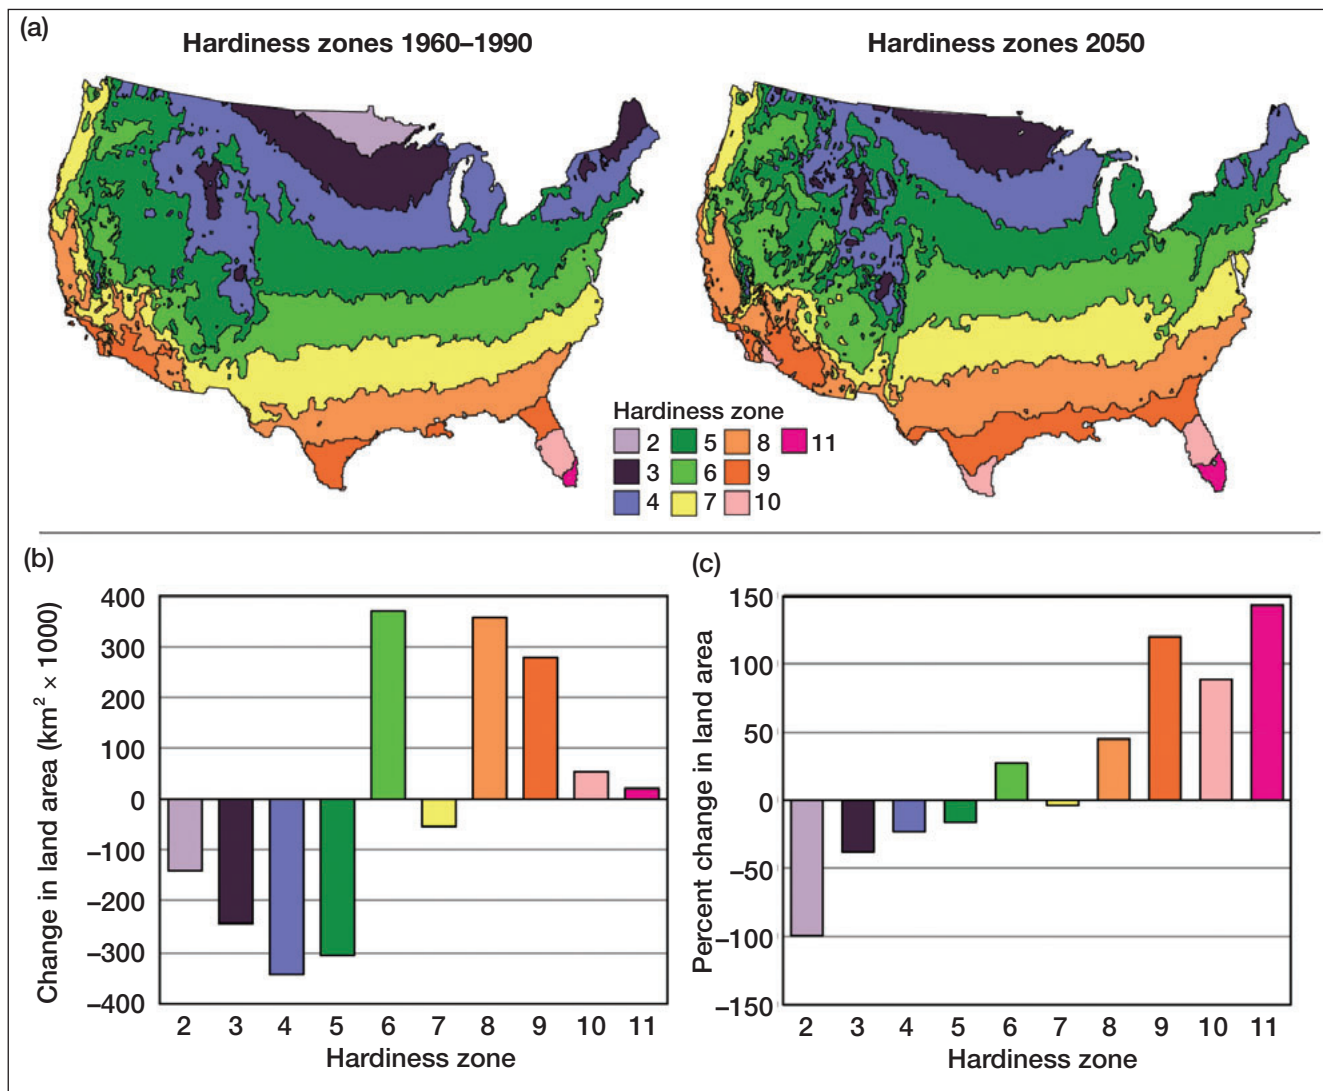 (a)
Hardiness zones 1960–1990
Hardiness zones 2050
Hardiness zone
2 5 8 11
3 6 9
4 7 10
(b)
Change in land area (km² × 1000)
400
300
200
100
0
–100
–200
–300
–400
2 3 4 5 6 7 8 9 10 11
Hardiness zone
(c)
Percent change in land area
150
100
50
0
–50
–100
–150
2 3 4 5 6 7 8 9 10 11
Hardiness zone